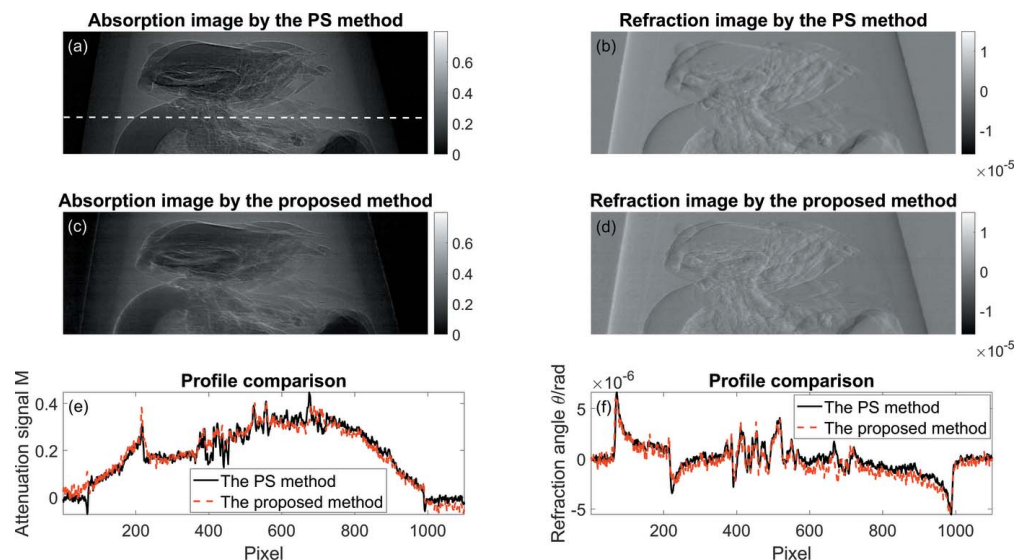 Absorption image by the PS method
(a)
0.6
0.4
0.2
0
Refraction image by the PS method
(b)
1
0
-1
×10-5
Absorption image by the proposed method
(c)
0.6
0.4
0.2
0
Refraction image by the proposed method
(d)
1
0
-1
×10-5
Profile comparison
Attenuation signal M
(e)
0.4
0.2
0
The PS method
The proposed method
200 400 600 800 1000
Pixel
Profile comparison
×10-6
Refraction angle θ/rad
(f)
5
0
-5
The PS method
The proposed method
200 400 600 800 1000
Pixel